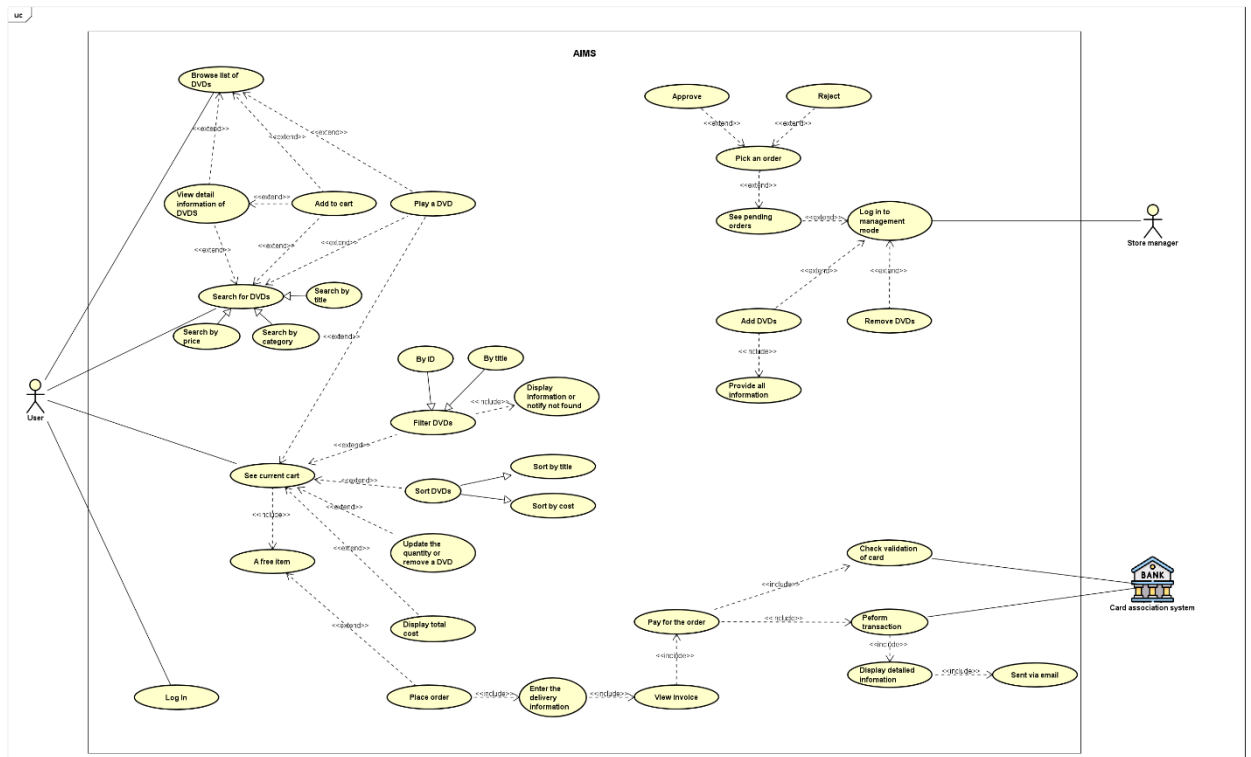 uc
AIMS
Browse list of
DVDs
Approve
Reject
<<extend>>
<<extend>>
<<extend>>
<<extend>>
<<extend>>
Pick an order
<<extend>>
View detail
information of
DVDS
<<extend>>
Add to cart
Play a DVD
See pending
orders
<<extend>>
Log in to
management
mode
Store manager
<<extend>>
<<extend>>
<<extend>>
<<extend>>
<<extend>>
Search for DVDs
Search by
title
Search by
price
Search by
category
Add DVDs
Remove DVDs
<<extend>>
<<include>>
By ID
By title
Provide all
information
Display
information or
notify not found
<<include>>
User
Filter DVDs
<<extend>>
Sort by title
See current cart
<<extend>>
Sort DVDs
Sort by cost
<<include>>
<<extend>>
<<extend>>
A free item
Update the
quantity or
remove a DVD
Check validation
of card
BANK
Card association system
<<include>>
<<extend>>
Display total
cost
Pay for the order
<<include>>
Peform
transaction
<<include>>
<<include>>
Display detailed
infomation
<<include>>
Sent via email
Log In
Place order
<<include>>
Enter the
delivery
information
<<include>>
View invoice